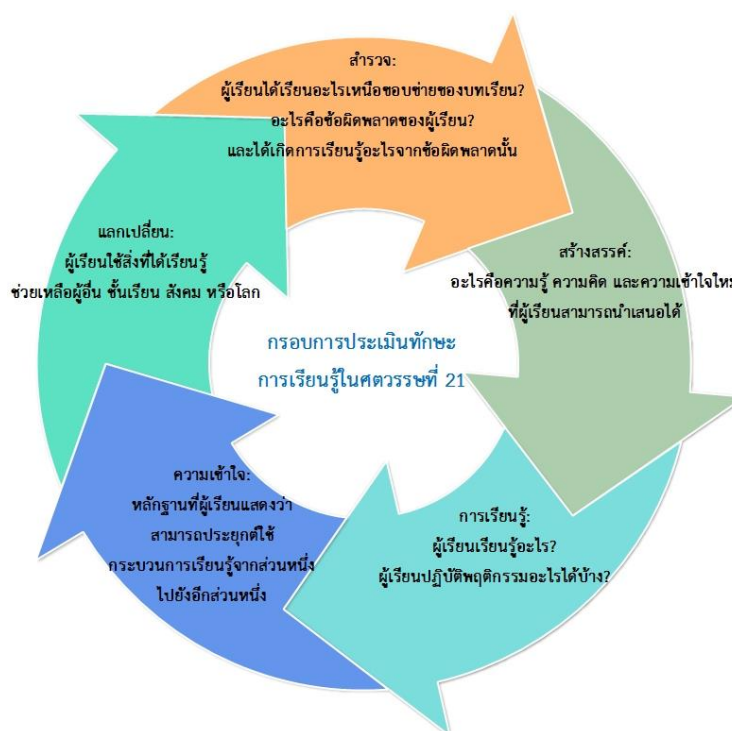 สำรวจ:
ผู้เรียนได้เรียนอะไรเหนือขอบข่ายของบทเรียน?
อะไรคือข้อผิดพลาดของผู้เรียน?
และได้เกิดการเรียนรู้อะไรจากข้อผิดพลาดนั้น
สร้างสรรค์:
อะไรคือความรู้ ความคิด และความเข้าใจใหม
ที่ผู้เรียนสามารถนำเสนอได้
การเรียนรู้:
ผู้เรียนเรียนรู้อะไร?
ผู้เรียนปฏิบัติพฤติกรรมอะไรได้บ้าง?
ความเข้าใจ:
หลักฐานที่ผู้เรียนแสดงว่า
สามารถประยุกต์ใช้
กระบวนการเรียนรู้จากส่วนหนึ่ง
ไปยังอีกส่วนหนึ่ง
แลกเปลี่ยน:
ผู้เรียนใช้สิ่งที่ได้เรียนรู้
ช่วยเหลือผู้อื่น ชั้นเรียน สังคม หรือโลก
กรอบการประเมินทักษะ
การเรียนรู้ในศตวรรษที่ 21